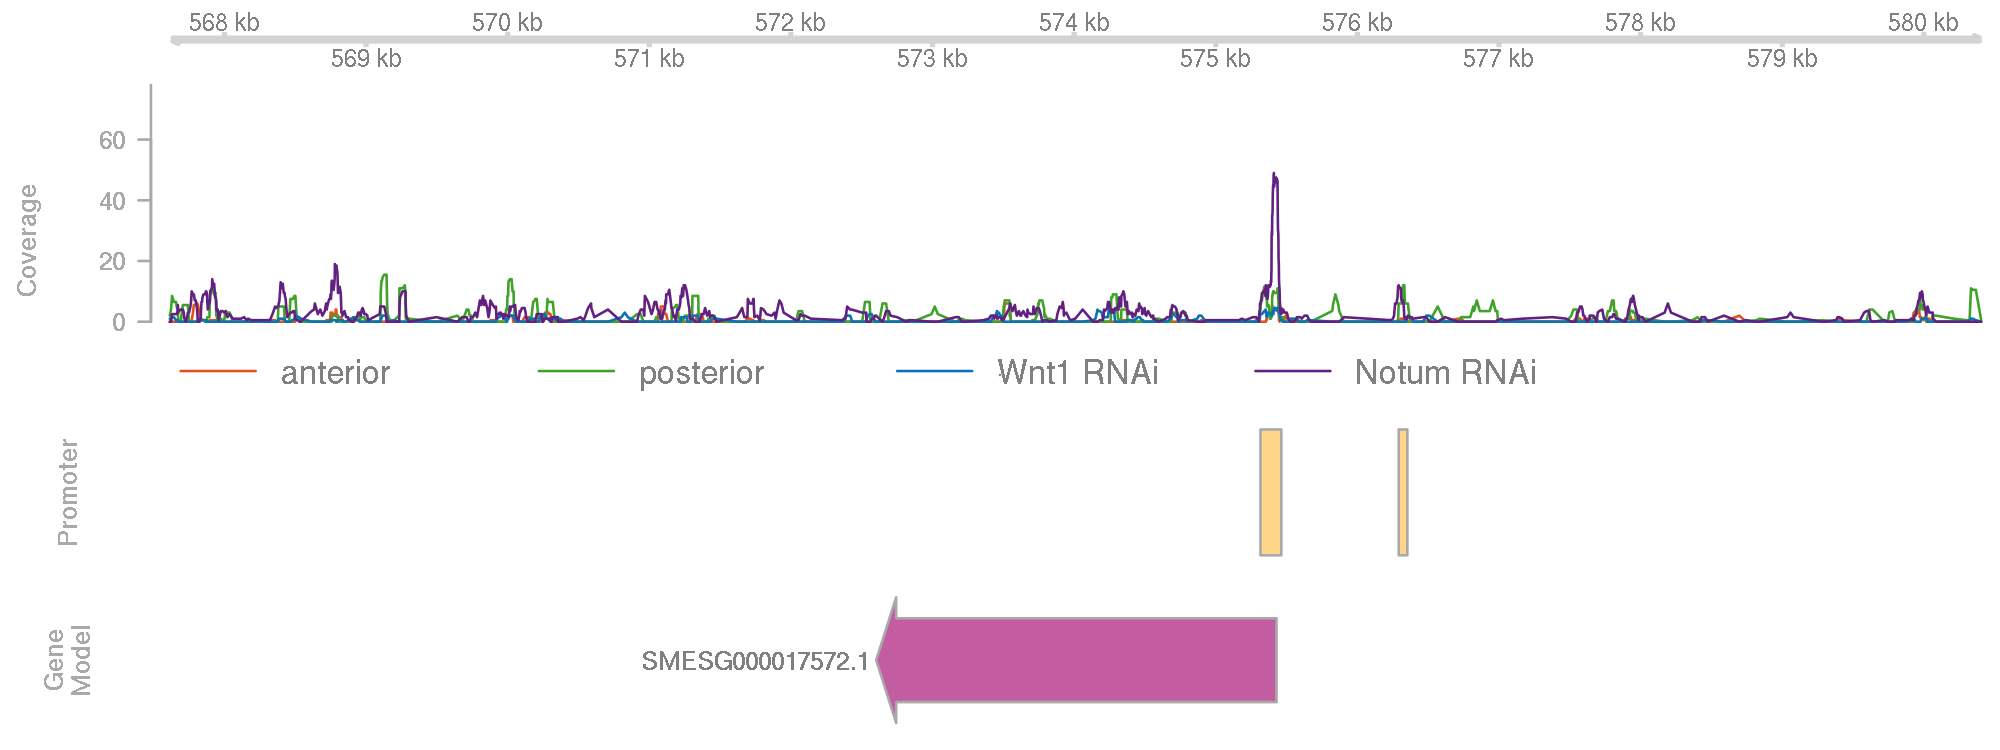 568 kb 570 kb 572 kb 574 kb 576 kb 578 kb 580 kb
569 kb 571 kb 573 kb 575 kb 577 kb 579 kb
Coverage
60
40
20
0
anterior posterior Wnt1 RNAi Notum RNAi
Promoter
Gene
Model
SMESG000017572.1